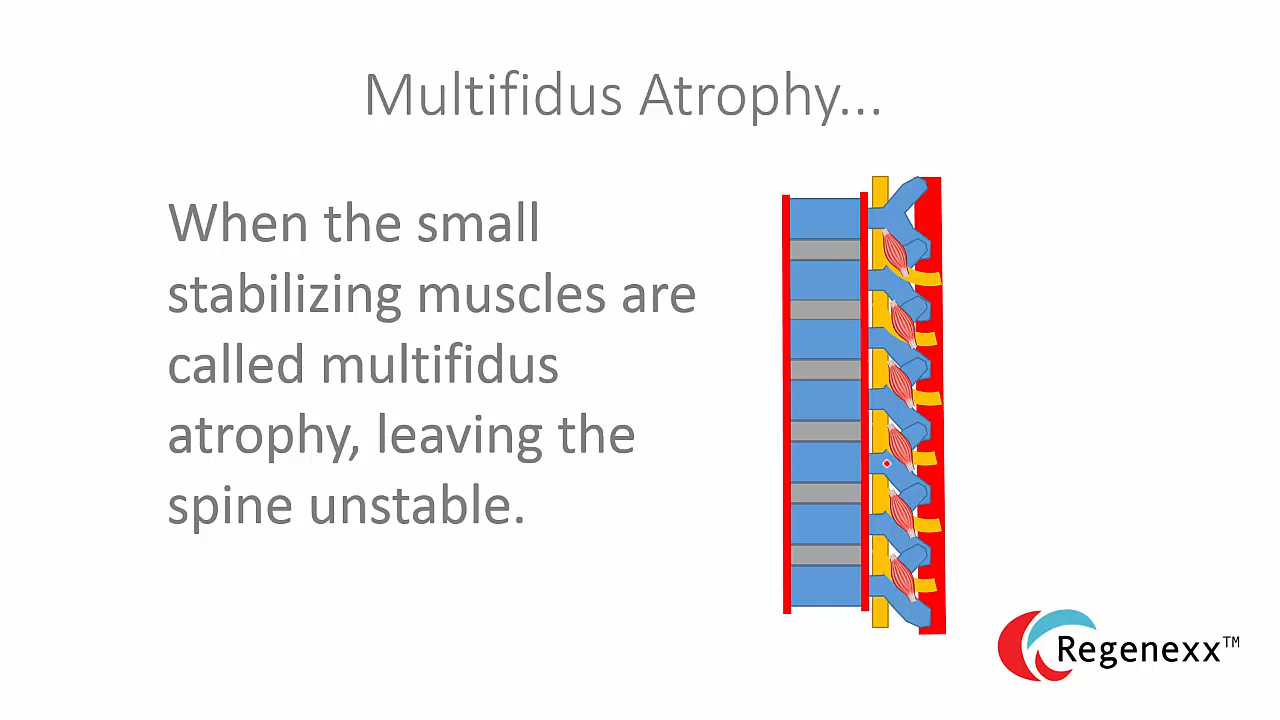 Multifidus Atrophy...
When the small
stabilizing muscles are
called multifidus
atrophy, leaving the
spine unstable.
Regenexx™